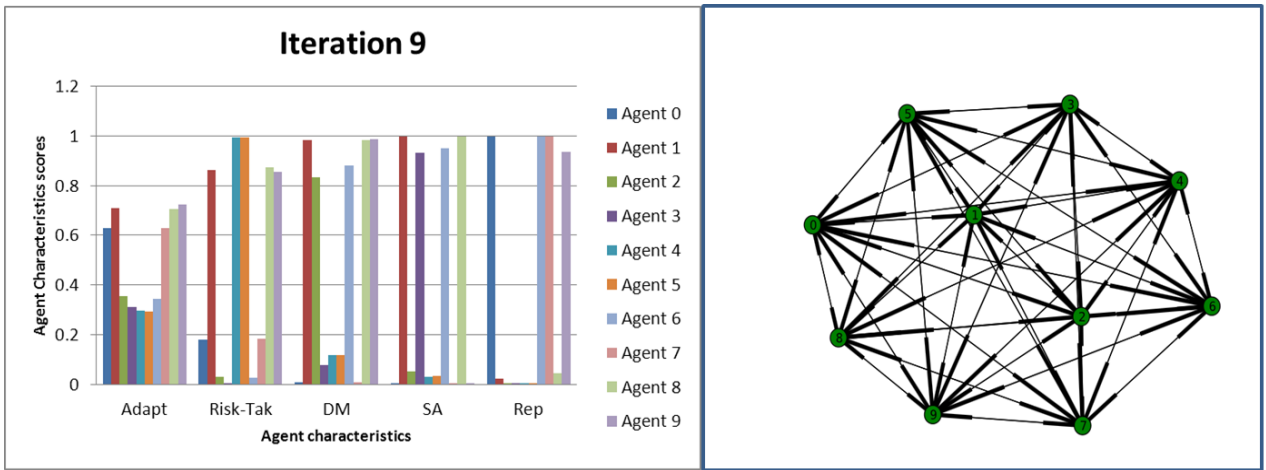 Iteration 9
1.2
1
0.8
0.6
0.4
0.2
0
Agent Characteristics scores
Adapt Risk-Tak DM SA Rep
Agent characteristics
Agent 0
Agent 1
Agent 2
Agent 3
Agent 4
Agent 5
Agent 6
Agent 7
Agent 8
Agent 9
3
5
4
1
0
6
2
8
9
7